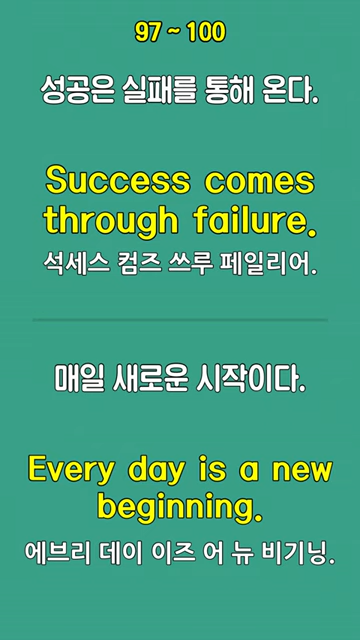 97 ~ 100
성공은 실패를 통해 온다.
Success comes
through failure.
석세스 컴즈 쓰루 페일리어.
매일 새로운 시작이다.
Every day is a new
beginning.
에브리 데이 이즈 어 뉴 비기닝.